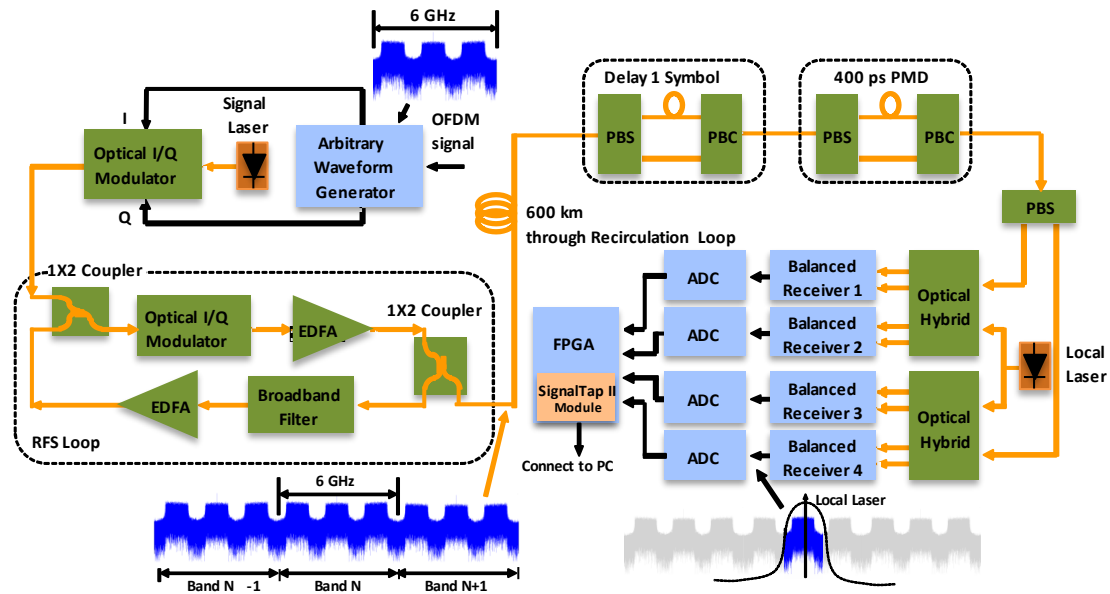 6 GHz
I
Signal
Laser
OFDM
signal
Optical I/Q
Modulator
Arbitrary
Waveform
Generator
Q
Delay 1 Symbol
PBS
PBC
400 ps PMD
PBS
PBC
PBS
600 km
through Recirculation Loop
1X2 Coupler
Optical I/Q
Modulator
EDFA
1X2 Coupler
EDFA
Broadband
Filter
RFS Loop
ADC
Balanced
Receiver 1
Optical
Hybrid
ADC
Balanced
Receiver 2
FPGA
SignalTap II
Module
Connect to PC
Local
Laser
ADC
Balanced
Receiver 3
Optical
Hybrid
ADC
Balanced
Receiver 4
6 GHz
Band N -1
Band N
Band N+1
Local Laser